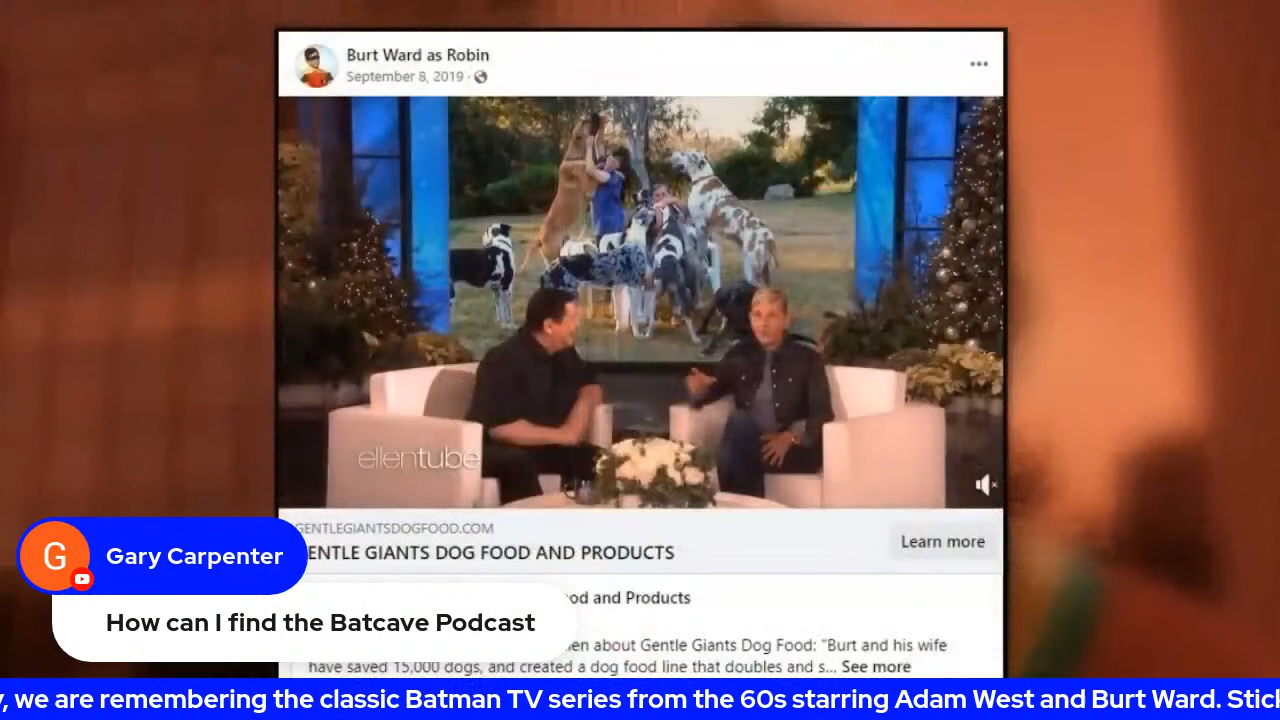 Burt Ward as Robin
September 8, 2019
ellentube
GENTLEGIANTSDOGFOOD.COM
ENTLE GIANTS DOG FOOD AND PRODUCTS
Learn more
G
Gary Carpenter
How can I find the Batcave Podcast
and Products
about Gentle Giants Dog Food: "Burt and his wife
have saved 15,000 dogs, and created a dog food line that doubles and s... See more
we are remembering the classic Batman TV series from the 60s starring Adam West and Burt Ward. Stic